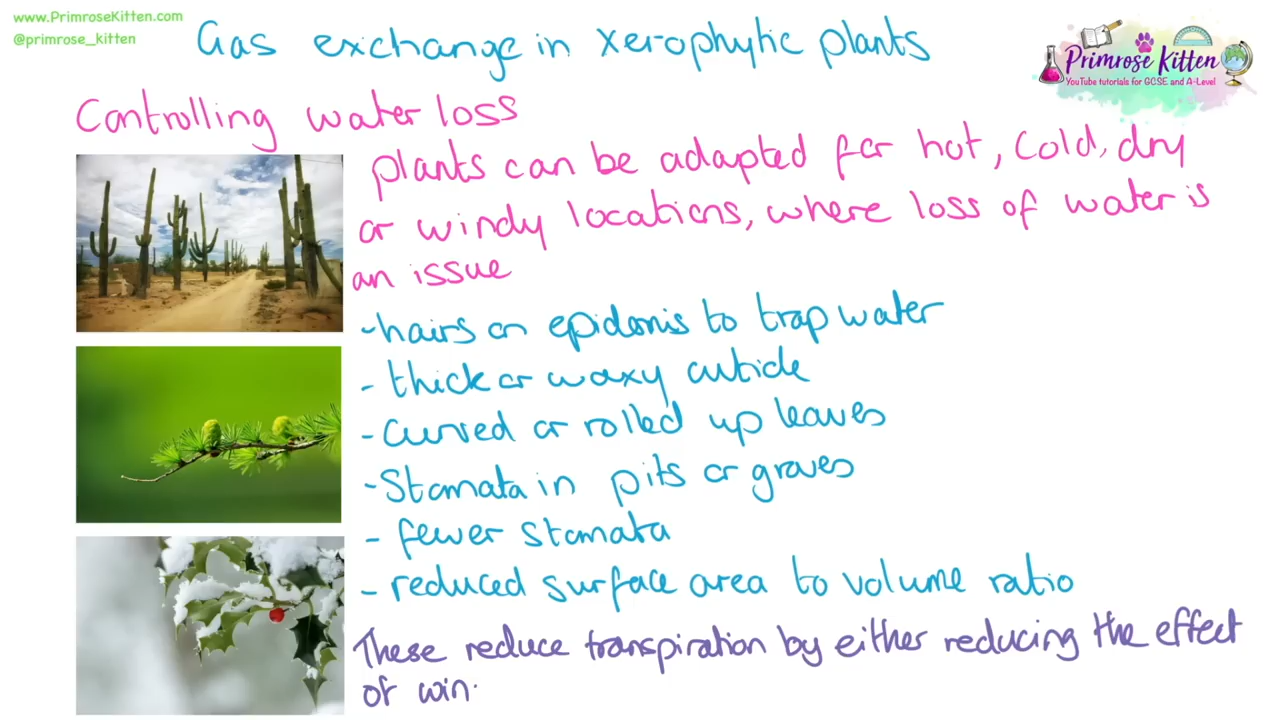 www.PrimroseKitten.com
@primrose_kitten
Gas exchange in xerophytic plants
Primrose Kitten
YouTube tutorials for GCSE and A-Level
Controlling water loss
plants can be adapted for hot, cold, dry
or windy locations, where loss of water is
an issue
- hairs on epidomis to trap water
- thick or waxy cuticle
- curved or rolled up leaves
- Stomata in pits or groves
- fewer stomata
- reduced surface area to volume ratio
These reduce transpiration by either reducing the effect
of win